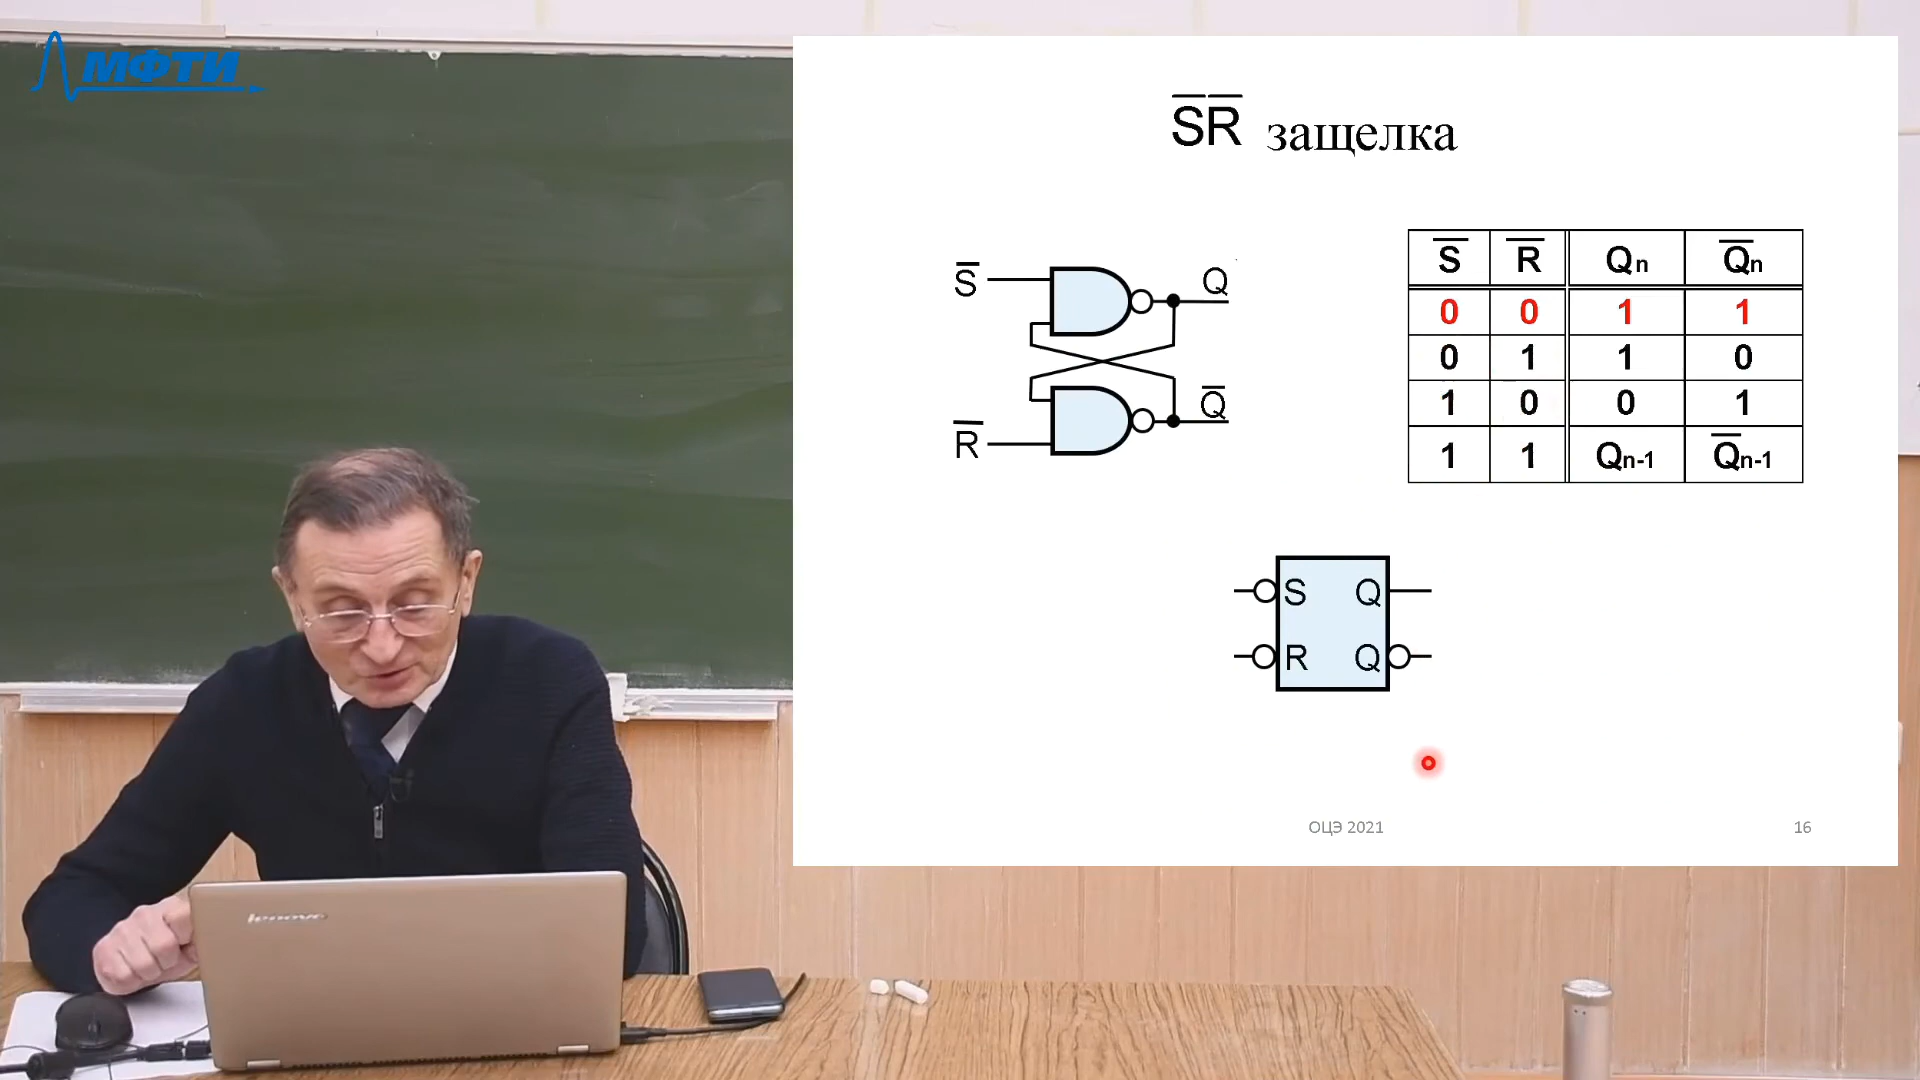 МФТИ
S̅R̅ защелка
S̅
Q
R̅
Q̅
S̅ R̅ Qn Q̅n
0 0 1 1
0 1 1 0
1 0 0 1
1 1 Qn-1 Q̅n-1
S Q
R Q
ОЦЭ 2021
16
lenovo